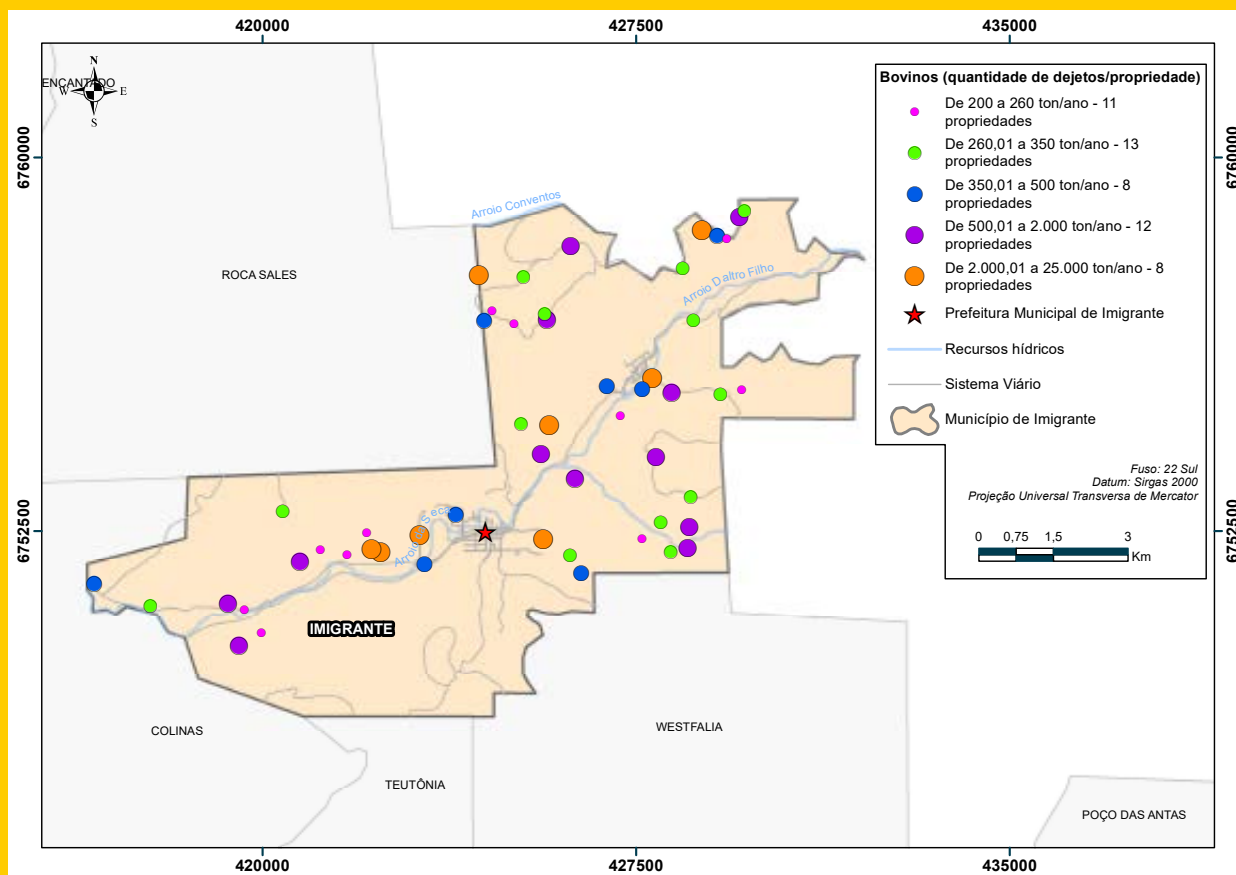 420000
427500
435000
ENCANTADO
N
W
E
S
Bovinos (quantidade de dejetos/propriedade)
De 200 a 260 ton/ano - 11
propriedades
De 260,01 a 350 ton/ano - 13
propriedades
De 350,01 a 500 ton/ano - 8
propriedades
De 500,01 a 2.000 ton/ano - 12
propriedades
De 2.000,01 a 25.000 ton/ano - 8
propriedades
Prefeitura Municipal de Imigrante
Recursos hídricos
Sistema Viário
Município de Imigrante
Fuso: 22 Sul
Datum: Sirgas 2000
Projeção Universal Transversa de Mercator
0 0,75 1,5 3
Km
6760000
6760000
Arroio Conventos
ROCA SALES
Arroio Daltro Filho
6752500
6752500
Arroio da Seca
IMIGRANTE
COLINAS
WESTFALIA
TEUTÔNIA
POÇO DAS ANTAS
420000
427500
435000